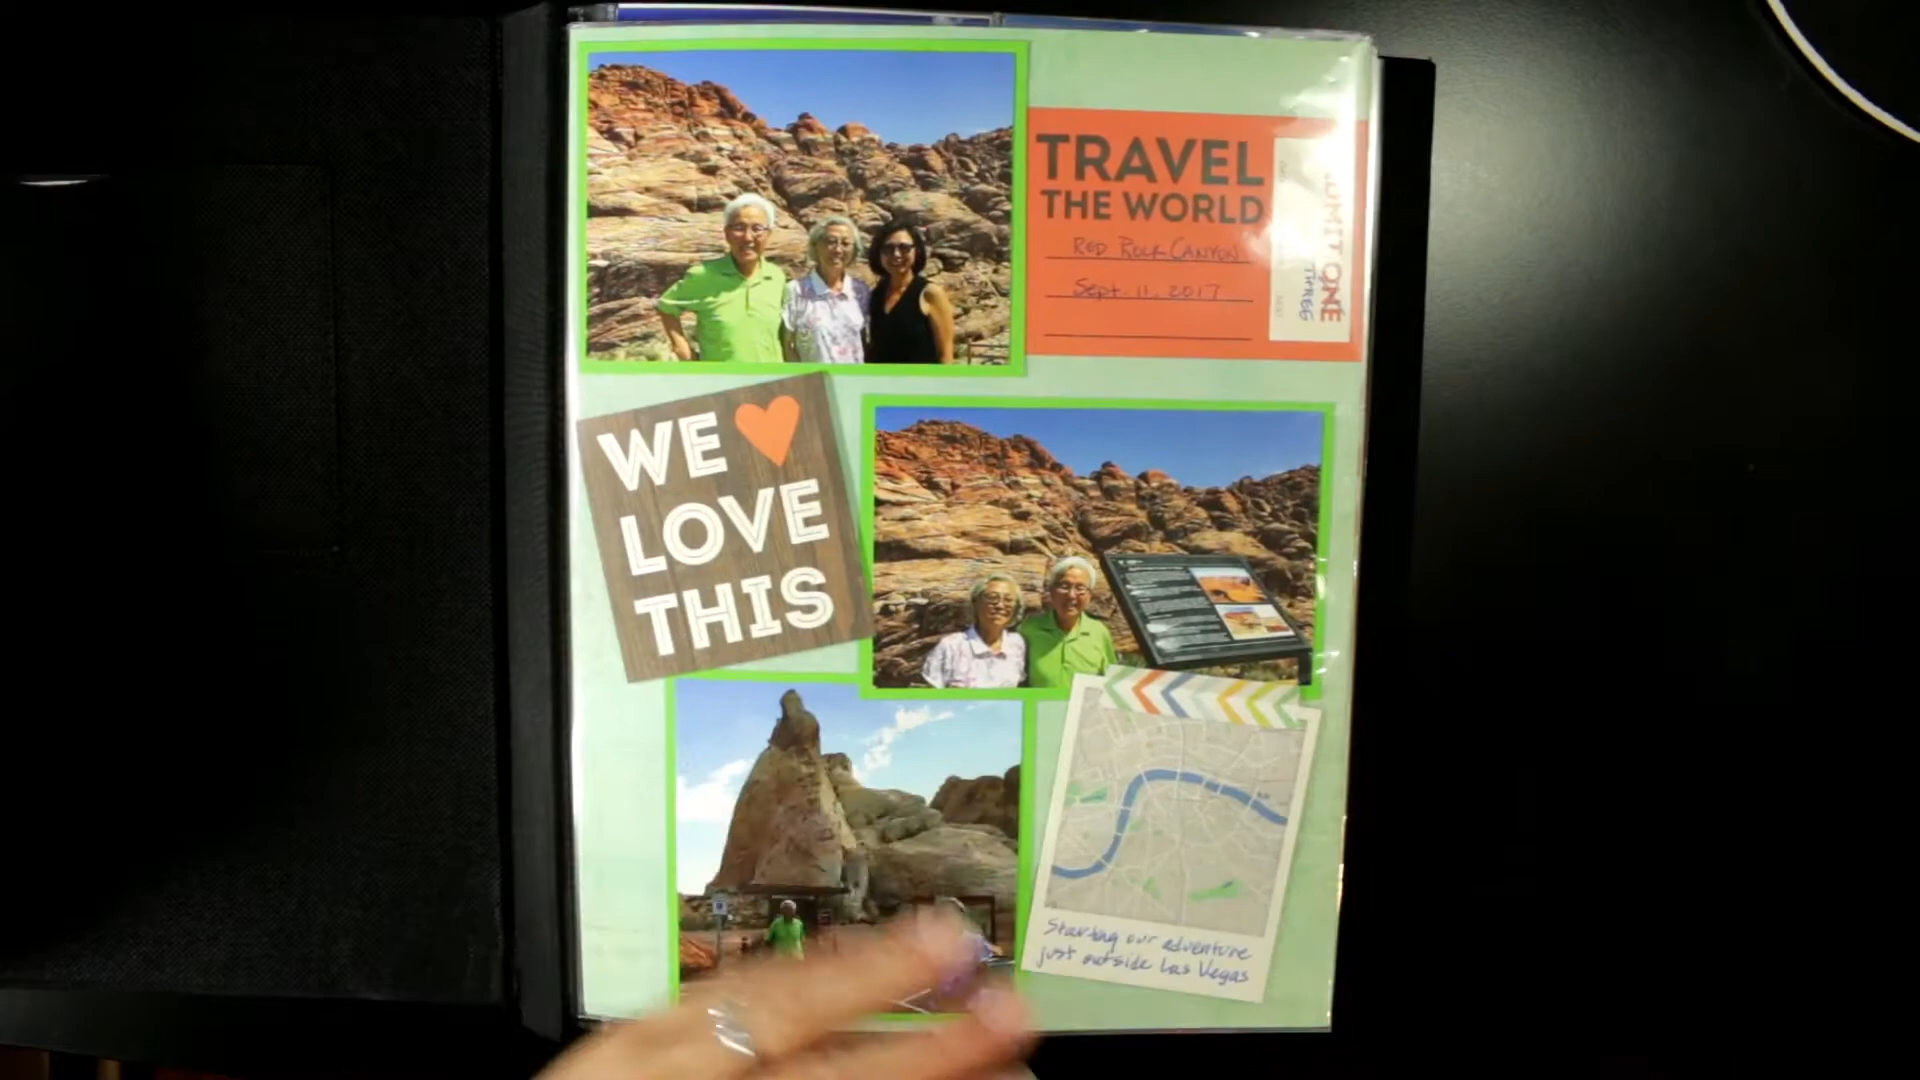 TRAVEL
THE WORLD
RED ROCK CANYON
Sept. 11, 2017
ONE
THREE
WE
LOVE
THIS
Starting our adventure
just outside Las Vegas